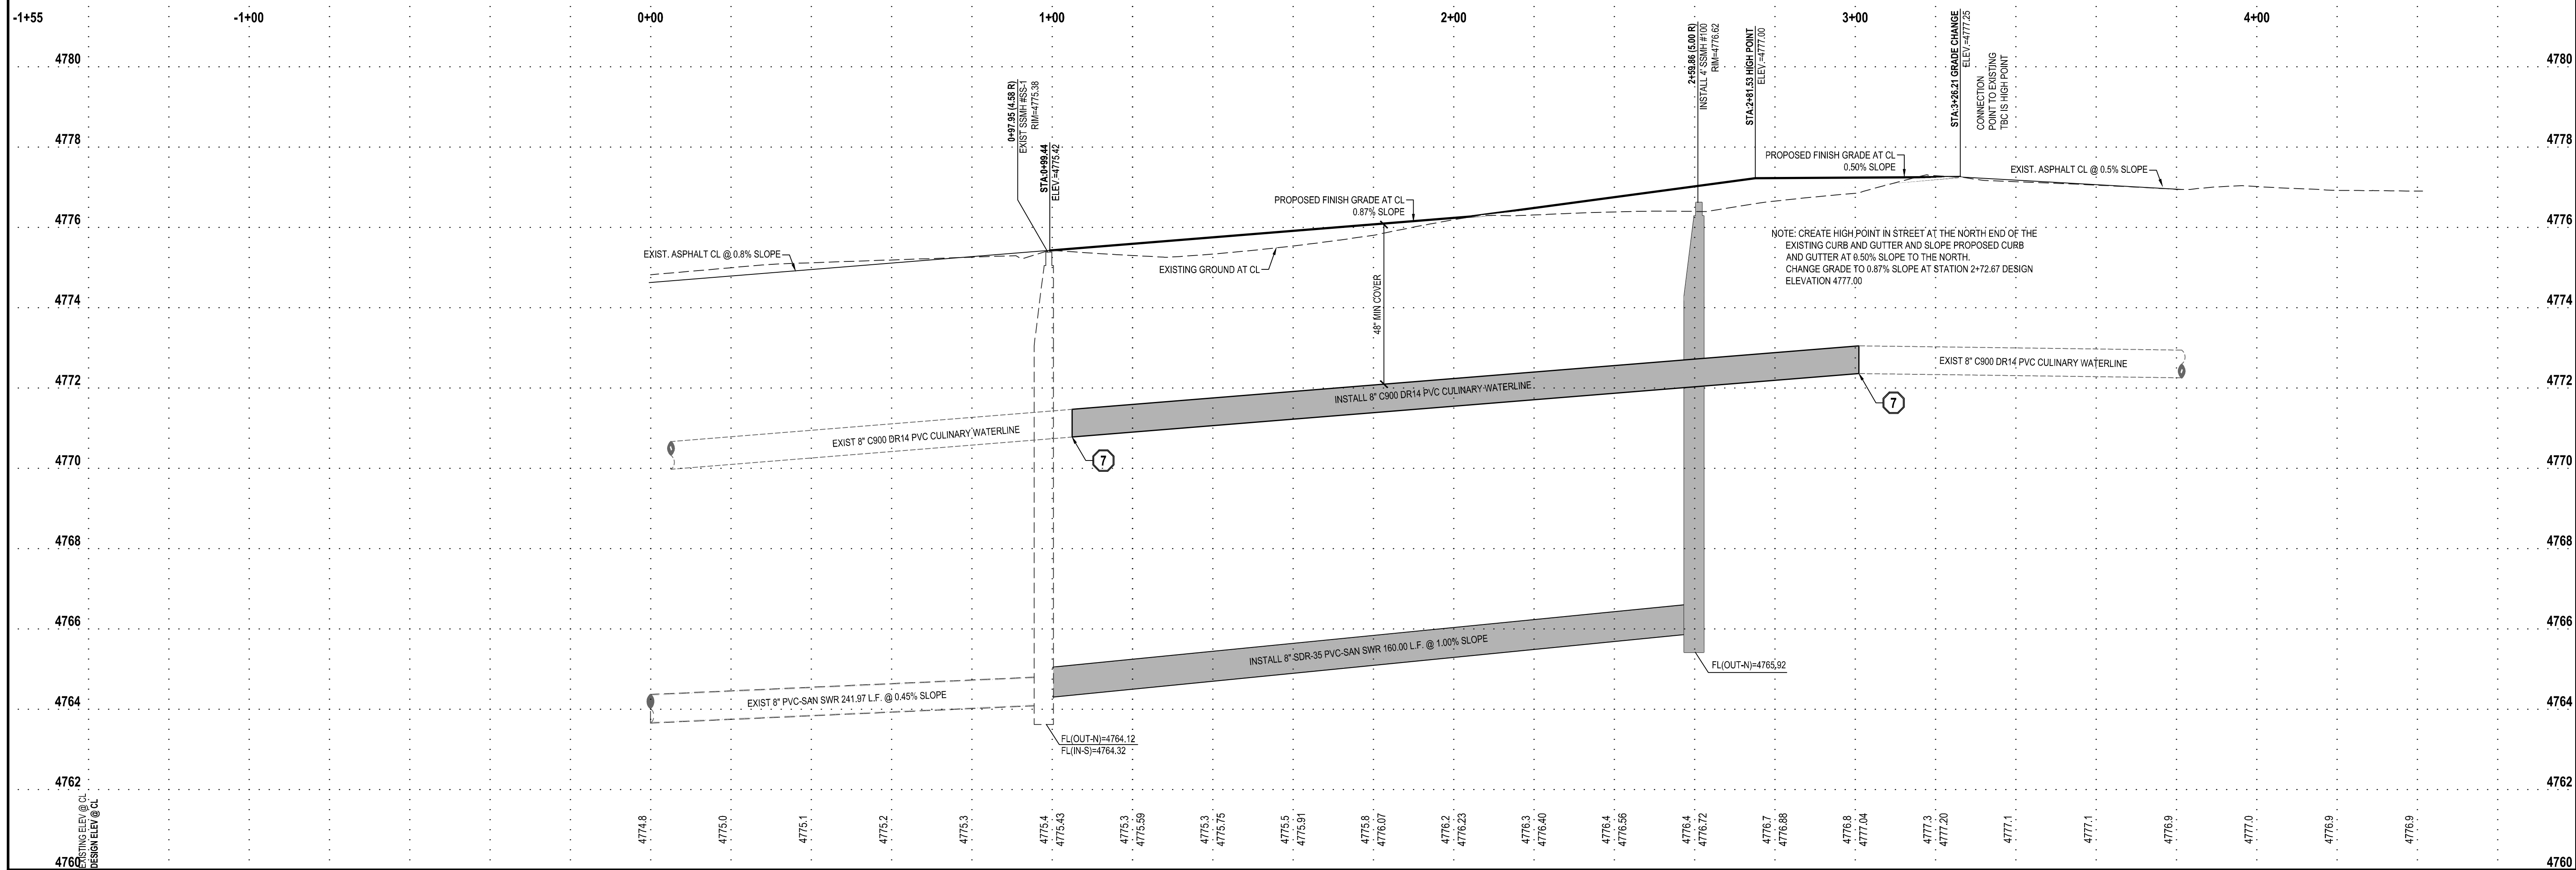 -1+55
-1+00
0+00
1+00
2+00
3+00
4+00
4780
4780
4778
4778
4776
4776
4774
4774
4772
4772
4770
4770
4768
4768
4766
4766
4764
4764
4762
4762
4760
4760
0+97.95 (4.58 R)
EXIST SSMH #SS-1
RIM=4775.38
STA:0+99.44
ELEV.=4775.42
2+59.86 (5.00 R)
INSTALL 4' SSMH #100
RIM=4776.62
STA:2+81.53 HIGH POINT
ELEV.=4777.00
STA:3+26.21 GRADE CHANGE
ELEV.=4777.25
CONNECTION
POINT TO EXISTING
TBC IS HIGH POINT
PROPOSED FINISH GRADE AT CL
0.50% SLOPE
EXIST. ASPHALT CL @ 0.5% SLOPE
PROPOSED FINISH GRADE AT CL
0.87% SLOPE
EXIST. ASPHALT CL @ 0.8% SLOPE
EXISTING GROUND AT CL
NOTE: CREATE HIGH POINT IN STREET AT THE NORTH END OF THE
EXISTING CURB AND GUTTER AND SLOPE PROPOSED CURB
AND GUTTER AT 0.50% SLOPE TO THE NORTH.
CHANGE GRADE TO 0.87% SLOPE AT STATION 2+72.67 DESIGN
ELEVATION 4777.00
48" MIN COVER
EXIST 8" C900 DR14 PVC CULINARY WATERLINE
INSTALL 8" C900 DR14 PVC CULINARY WATERLINE
EXIST 8" C900 DR14 PVC CULINARY WATERLINE
7
7
INSTALL 8" SDR-35 PVC-SAN SWR 160.00 L.F. @ 1.00% SLOPE
EXIST 8" PVC-SAN SWR 241.97 L.F. @ 0.45% SLOPE
FL(OUT-N)=4765.92
FL(OUT-N)=4764.12
FL(IN-S)=4764.32
EXISTING ELEV @ CL
DESIGN ELEV @ CL
4774.8
4775.0
4775.1
4775.2
4775.3
4775.4
4775.43
4775.3
4775.59
4775.3
4775.75
4775.5
4775.91
4775.8
4776.07
4776.2
4776.23
4776.3
4776.40
4776.4
4776.56
4776.4
4776.72
4776.7
4776.88
4776.8
4777.04
4777.3
4777.20
4777.1
4777.1
4776.9
4777.0
4776.9
4776.9